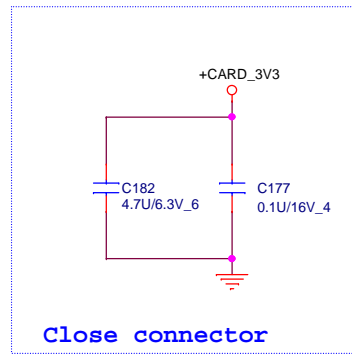 +CARD_3V3
C182
4.7U/6.3V_6
C177
0.1U/16V_4
Close connector